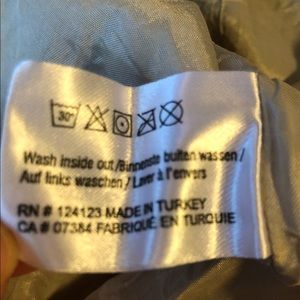 30°
Wash inside out/Binnenste buiten wassen/
Auf links waschen/Laver à l'envers
RN # 124123 MADE IN TURKEY
CA # 07384 FABRIQUÉ EN TURQUIE